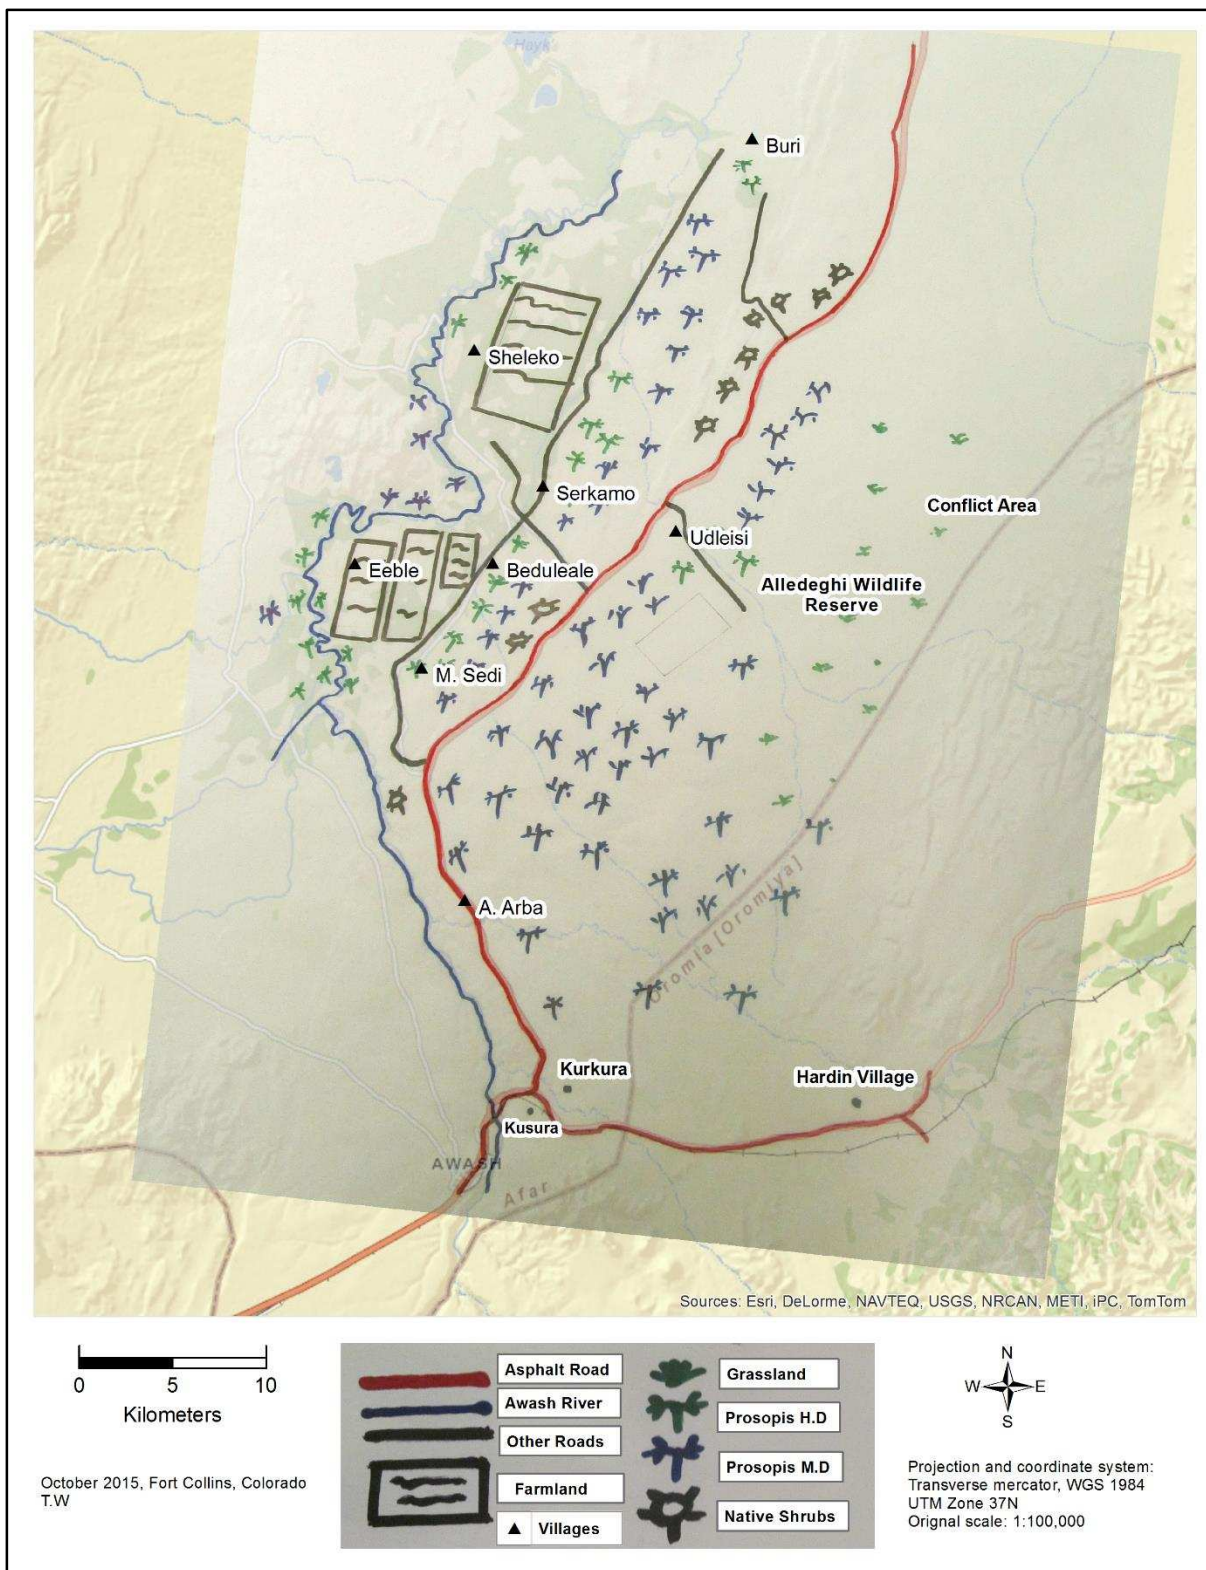 Hayk
Buri
Sheleko
Serkamo
Conflict Area
Udleisi
Eeble
Beduleale
Alledeghi Wildlife
Reserve
M. Sedi
A. Arba
Oromia [Oromiya]
Kurkura
Hardin Village
Kusura
AWASH
Afar
Sources: Esri, DeLorme, NAVTEQ, USGS, NRCAN, METI, iPC, TomTom
0 5 10
Kilometers
October 2015, Fort Collins, Colorado
T.W
Asphalt Road
Awash River
Other Roads
Farmland
Villages
Grassland
Prosopis H.D
Prosopis M.D
Native Shrubs
N
W E
S
Projection and coordinate system:
Transverse mercator, WGS 1984
UTM Zone 37N
Orignal scale: 1:100,000